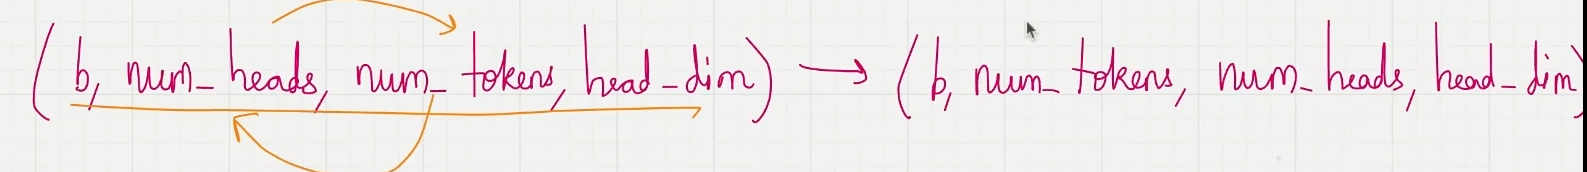 (b, num_heads, num_tokens, head_dim) → (b, num_tokens, num_heads, head_dim)